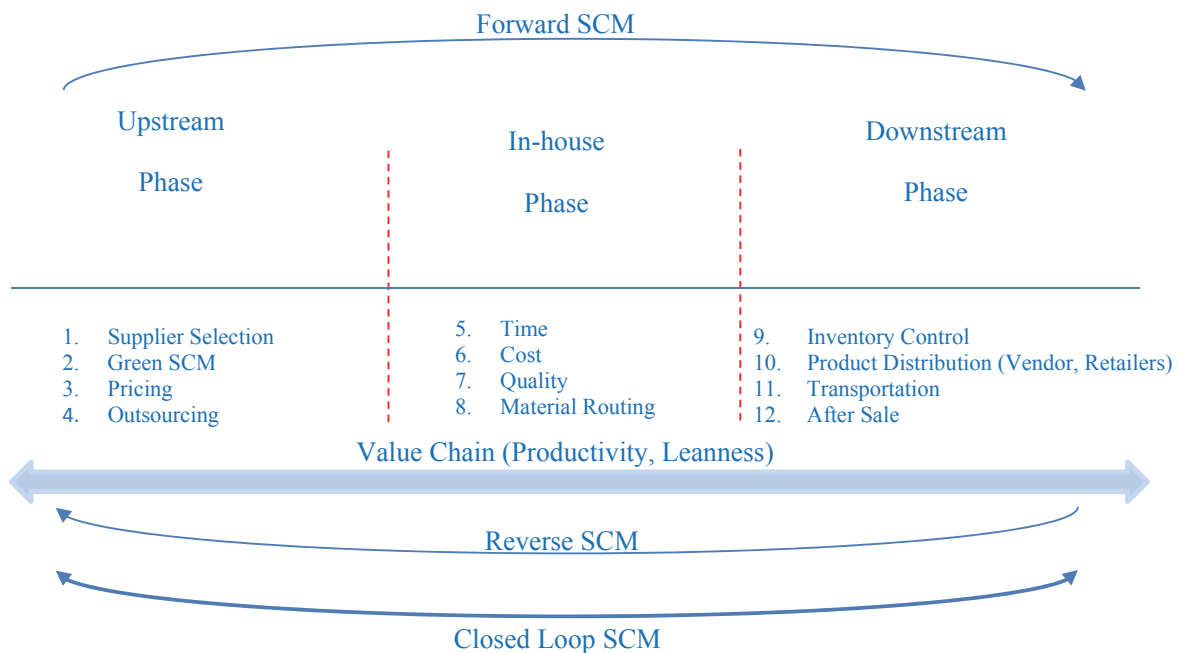 Forward SCM
Upstream
Phase
In-house
Phase
Downstream
Phase
1. Supplier Selection
2. Green SCM
3. Pricing
4. Outsourcing
5. Time
6. Cost
7. Quality
8. Material Routing
9. Inventory Control
10. Product Distribution (Vendor, Retailers)
11. Transportation
12. After Sale
Value Chain (Productivity, Leanness)
Reverse SCM
Closed Loop SCM